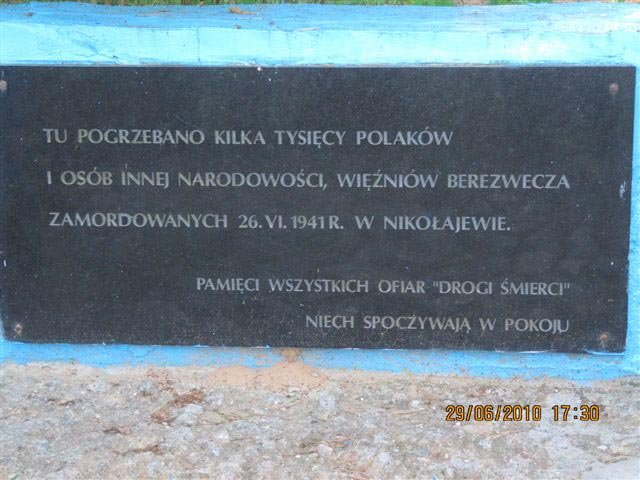 TU POGRZEBANO KILKA TYSIĘCY POLAKÓW
I OSÓB INNEJ NARODOWOŚCI, WIĘŹNIÓW BEREZWECZA
ZAMORDOWANYCH 26.VI.1941R. W NIKOŁAJEWIE.
PAMIĘCI WSZYSTKICH OFIAR "DROGI ŚMIERCI"
NIECH SPOCZYWAJĄ W POKOJU
29/06/2010 17:30